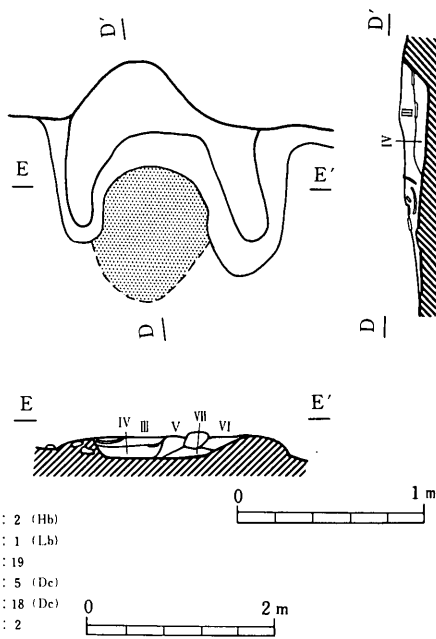 D′
D′
E
E′
III
IV
D
D
E
E′
IV III V VII VI
0 1 m
: 2 (Hb)
: 1 (Lb)
: 19
: 5 (Dc)
: 18 (Dc)
: 2
0 2 m